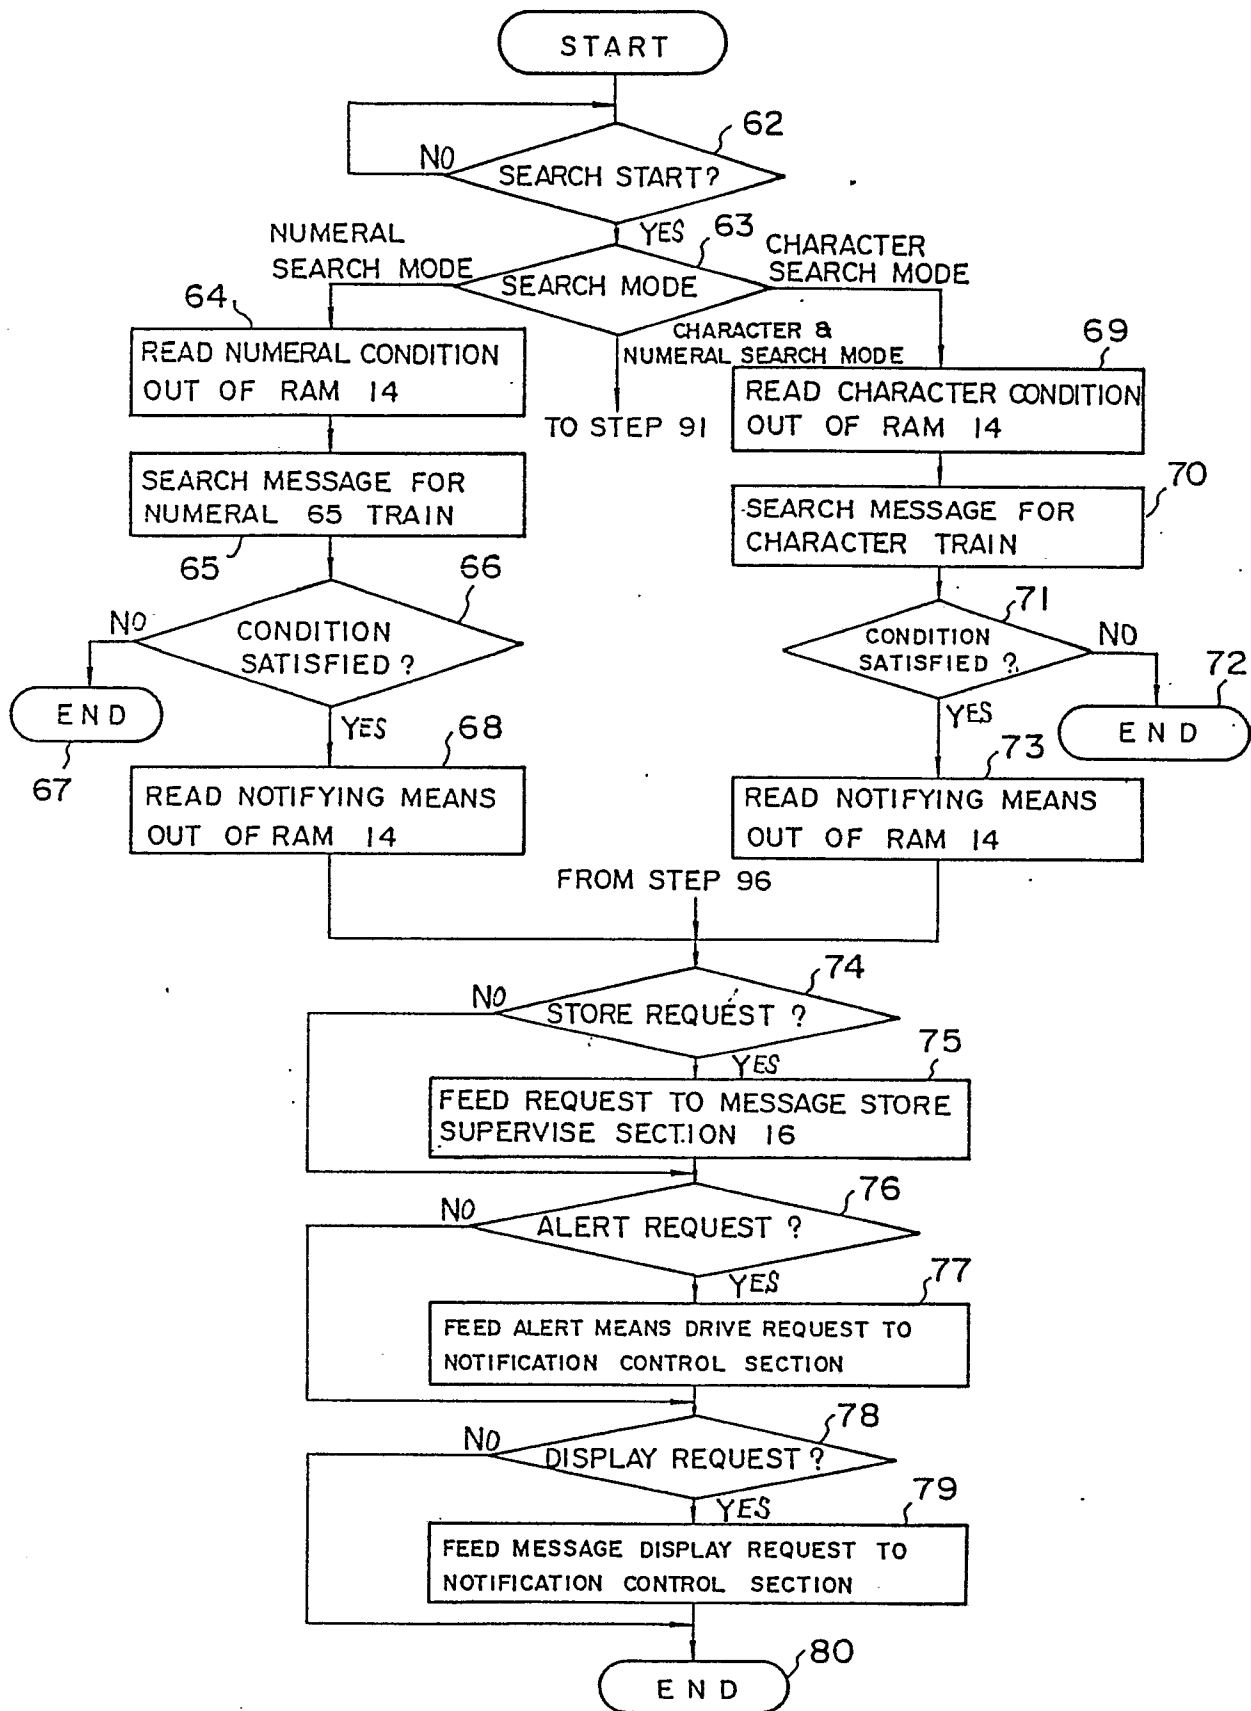 START
62
NO
SEARCH START?
YES
63
NUMERAL
SEARCH MODE
SEARCH MODE
CHARACTER
SEARCH MODE
64
CHARACTER &
NUMERAL SEARCH MODE
69
READ NUMERAL CONDITION
OUT OF RAM 14
READ CHARACTER CONDITION
OUT OF RAM 14
TO STEP 91
SEARCH MESSAGE FOR
NUMERAL 65 TRAIN
65
70
SEARCH MESSAGE FOR
CHARACTER TRAIN
66
71
NO
CONDITION
SATISFIED ?
CONDITION
SATISFIED ?
NO
72
END
67
YES
68
YES
END
73
READ NOTIFYING MEANS
OUT OF RAM 14
READ NOTIFYING MEANS
OUT OF RAM 14
FROM STEP 96
74
NO
STORE REQUEST ?
YES
75
FEED REQUEST TO MESSAGE STORE
SUPERVISE SECTION 16
76
NO
ALERT REQUEST ?
YES
77
FEED ALERT MEANS DRIVE REQUEST TO
NOTIFICATION CONTROL SECTION
78
NO
DISPLAY REQUEST ?
YES
79
FEED MESSAGE DISPLAY REQUEST TO
NOTIFICATION CONTROL SECTION
80
END